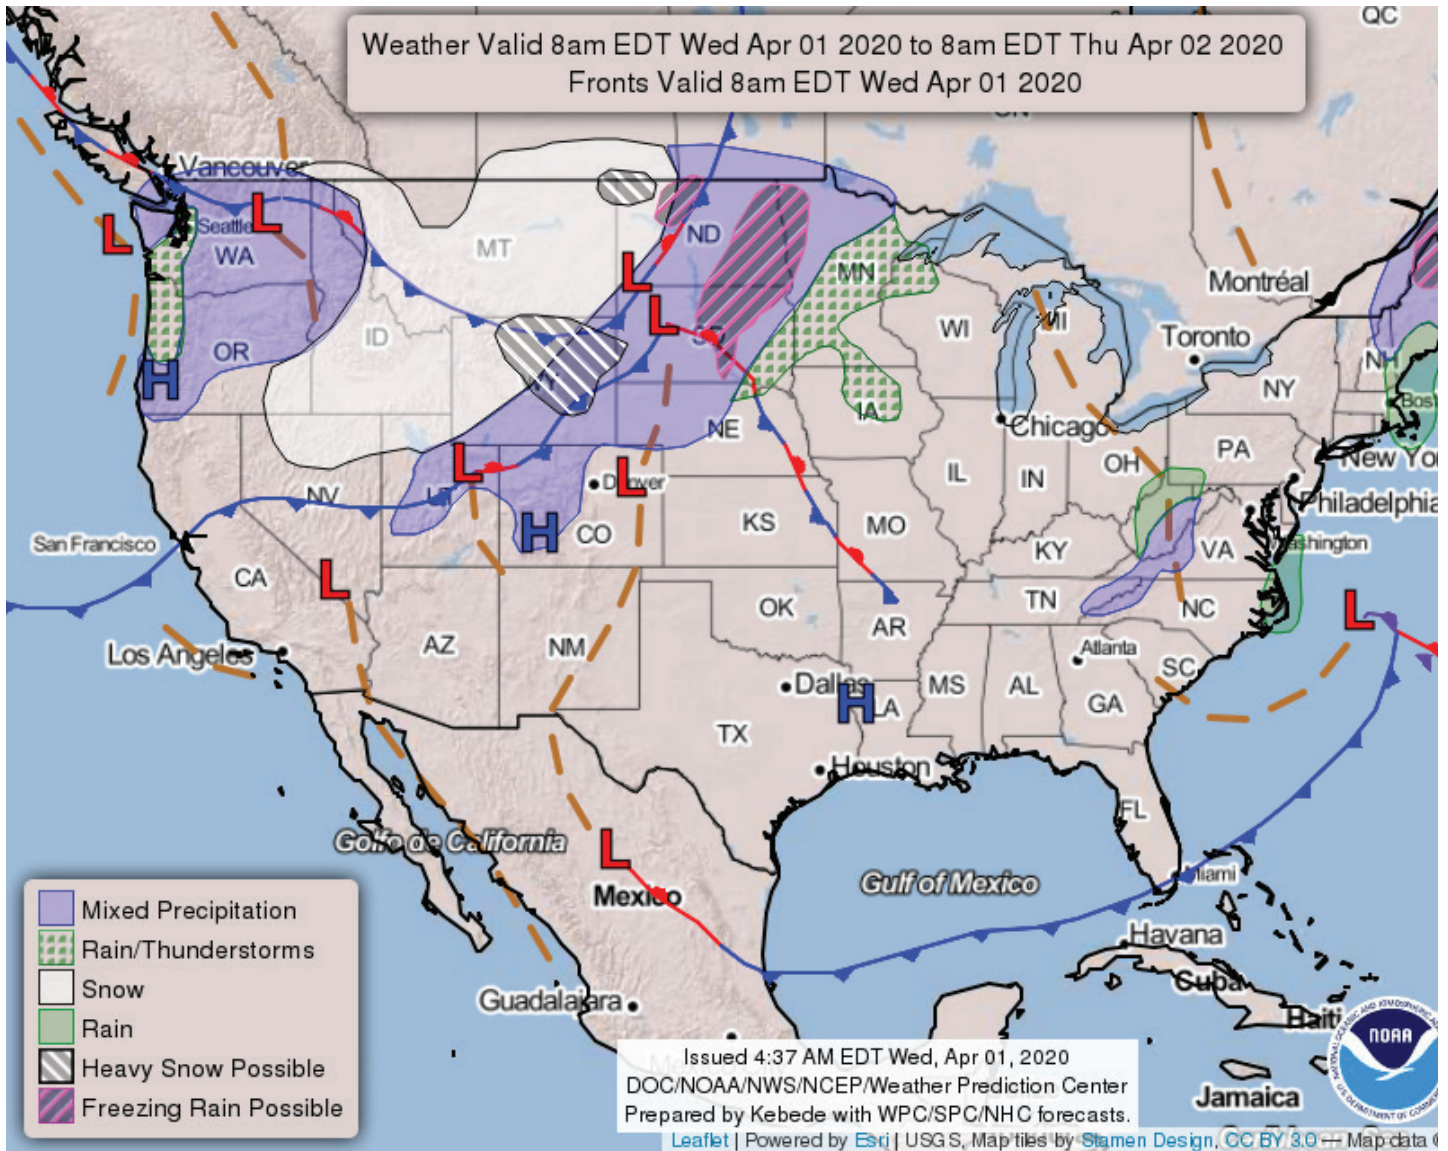 QC
Weather Valid 8am EDT Wed Apr 01 2020 to 8am EDT Thu Apr 02 2020
Fronts Valid 8am EDT Wed Apr 01 2020
ON
Vancouver
L
L
Seattle
WA
MT
ND
MN
L
Montréal
L
SD
WI
MI
Toronto
OR
ID
NH
H
WY
NY
Bost
IA
NE
Chicago
PA
New Yo
L
OH
L
Denver
UT
NV
IL
IN
Philadelphia
H
CO
KS
MO
San Francisco
KY
VA
Washington
CA
L
OK
TN
NC
L
AZ
NM
AR
Los Angeles
Atlanta
SC
Dallas
H
LA
MS
AL
GA
TX
Houston
FL
Golfo de California
L
Mexico
Gulf of Mexico
Miami
Havana
Cuba
Guadalajara
Haiti
Mixed Precipitation
Rain/Thunderstorms
Snow
Rain
Heavy Snow Possible
Freezing Rain Possible
NOAA
Jamaica
Issued 4:37 AM EDT Wed, Apr 01, 2020
DOC/NOAA/NWS/NCEP/Weather Prediction Center
Prepared by Kebede with WPC/SPC/NHC forecasts.
Leaflet | Powered by Esri | USGS, Map tiles by Stamen Design, CC BY 3.0 — Map data ©